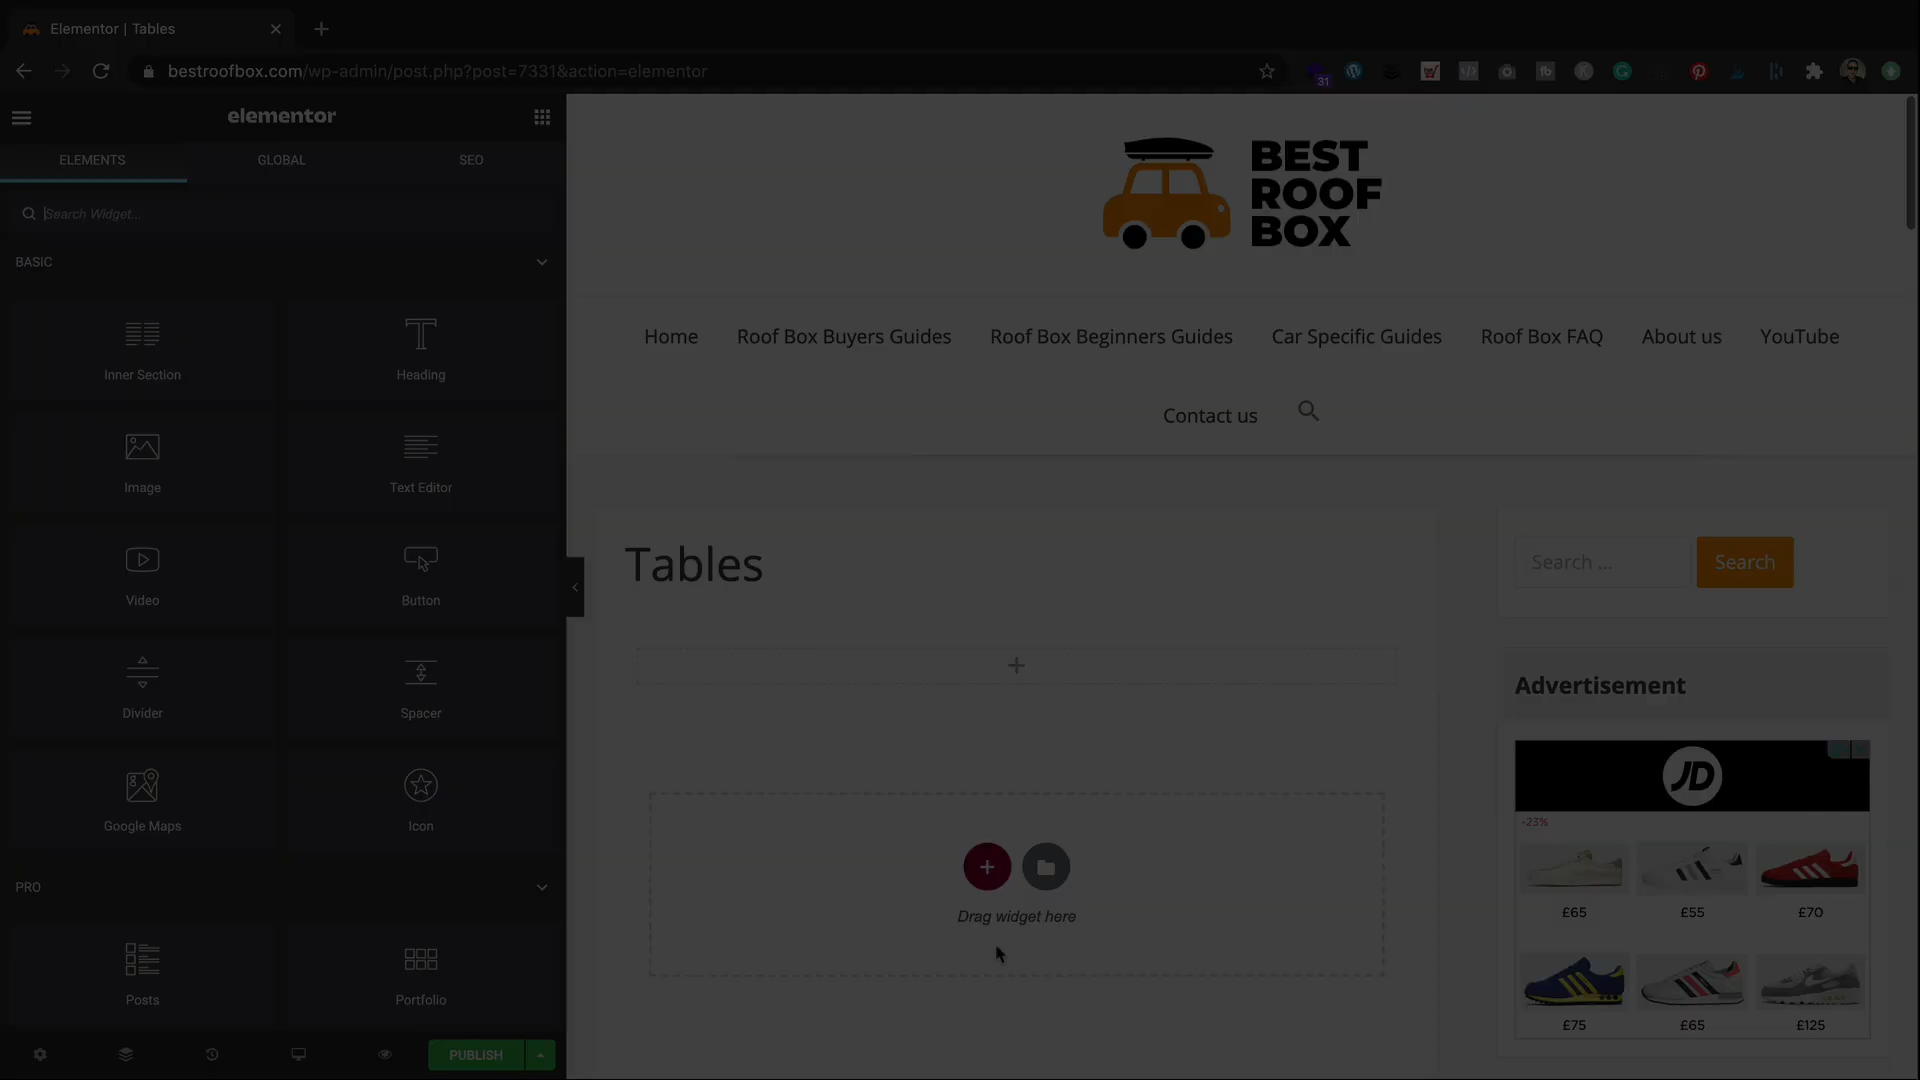 Elementor | Tables
bestroofbox.com/wp-admin/post.php?post=7331&action=elementor
31
elementor
ELEMENTS
GLOBAL
SEO
Search Widget...
BASIC
Inner Section
Heading
Image
Text Editor
Video
Button
Divider
Spacer
Google Maps
Icon
PRO
Posts
Portfolio
PUBLISH
BEST
ROOF
BOX
Home
Roof Box Buyers Guides
Roof Box Beginners Guides
Car Specific Guides
Roof Box FAQ
About us
YouTube
Contact us
Tables
Drag widget here
Search ...
Search
Advertisement
JD
-23%
£65
£55
£70
£75
£65
£125